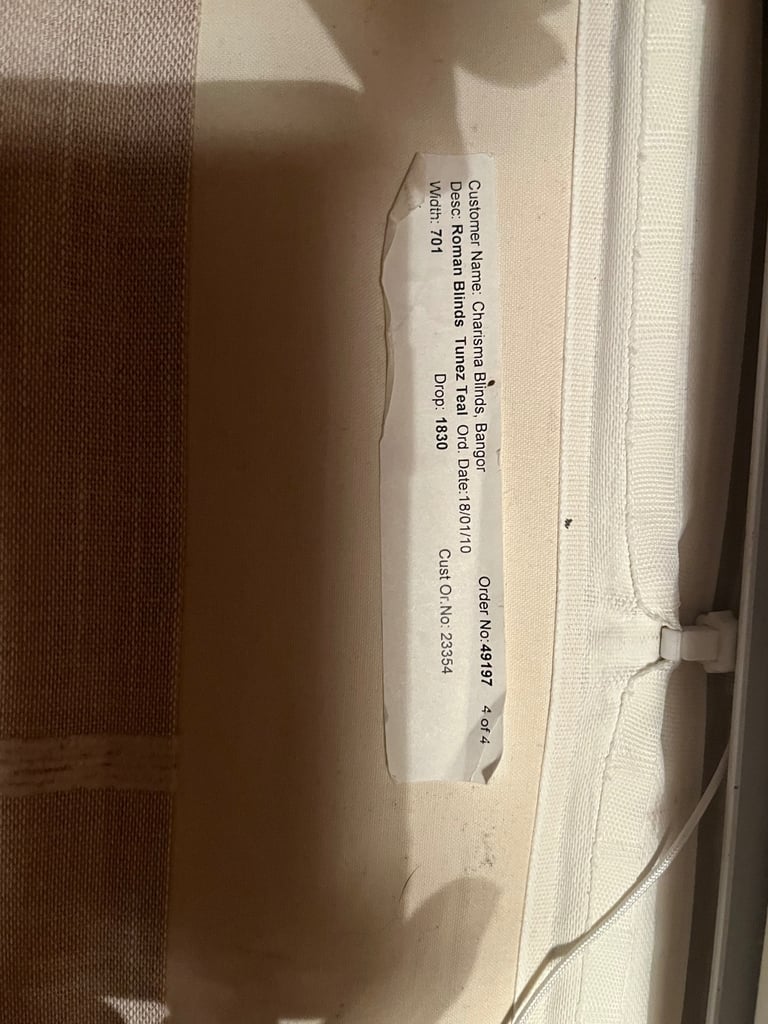 Customer Name: Charisma Blinds, Bangor Order No:49197 4 of 4
Desc: Roman Blinds Tunez Teal Ord. Date:18/01/10
Width: 701 Drop: 1830 Cust Or.No: 23354